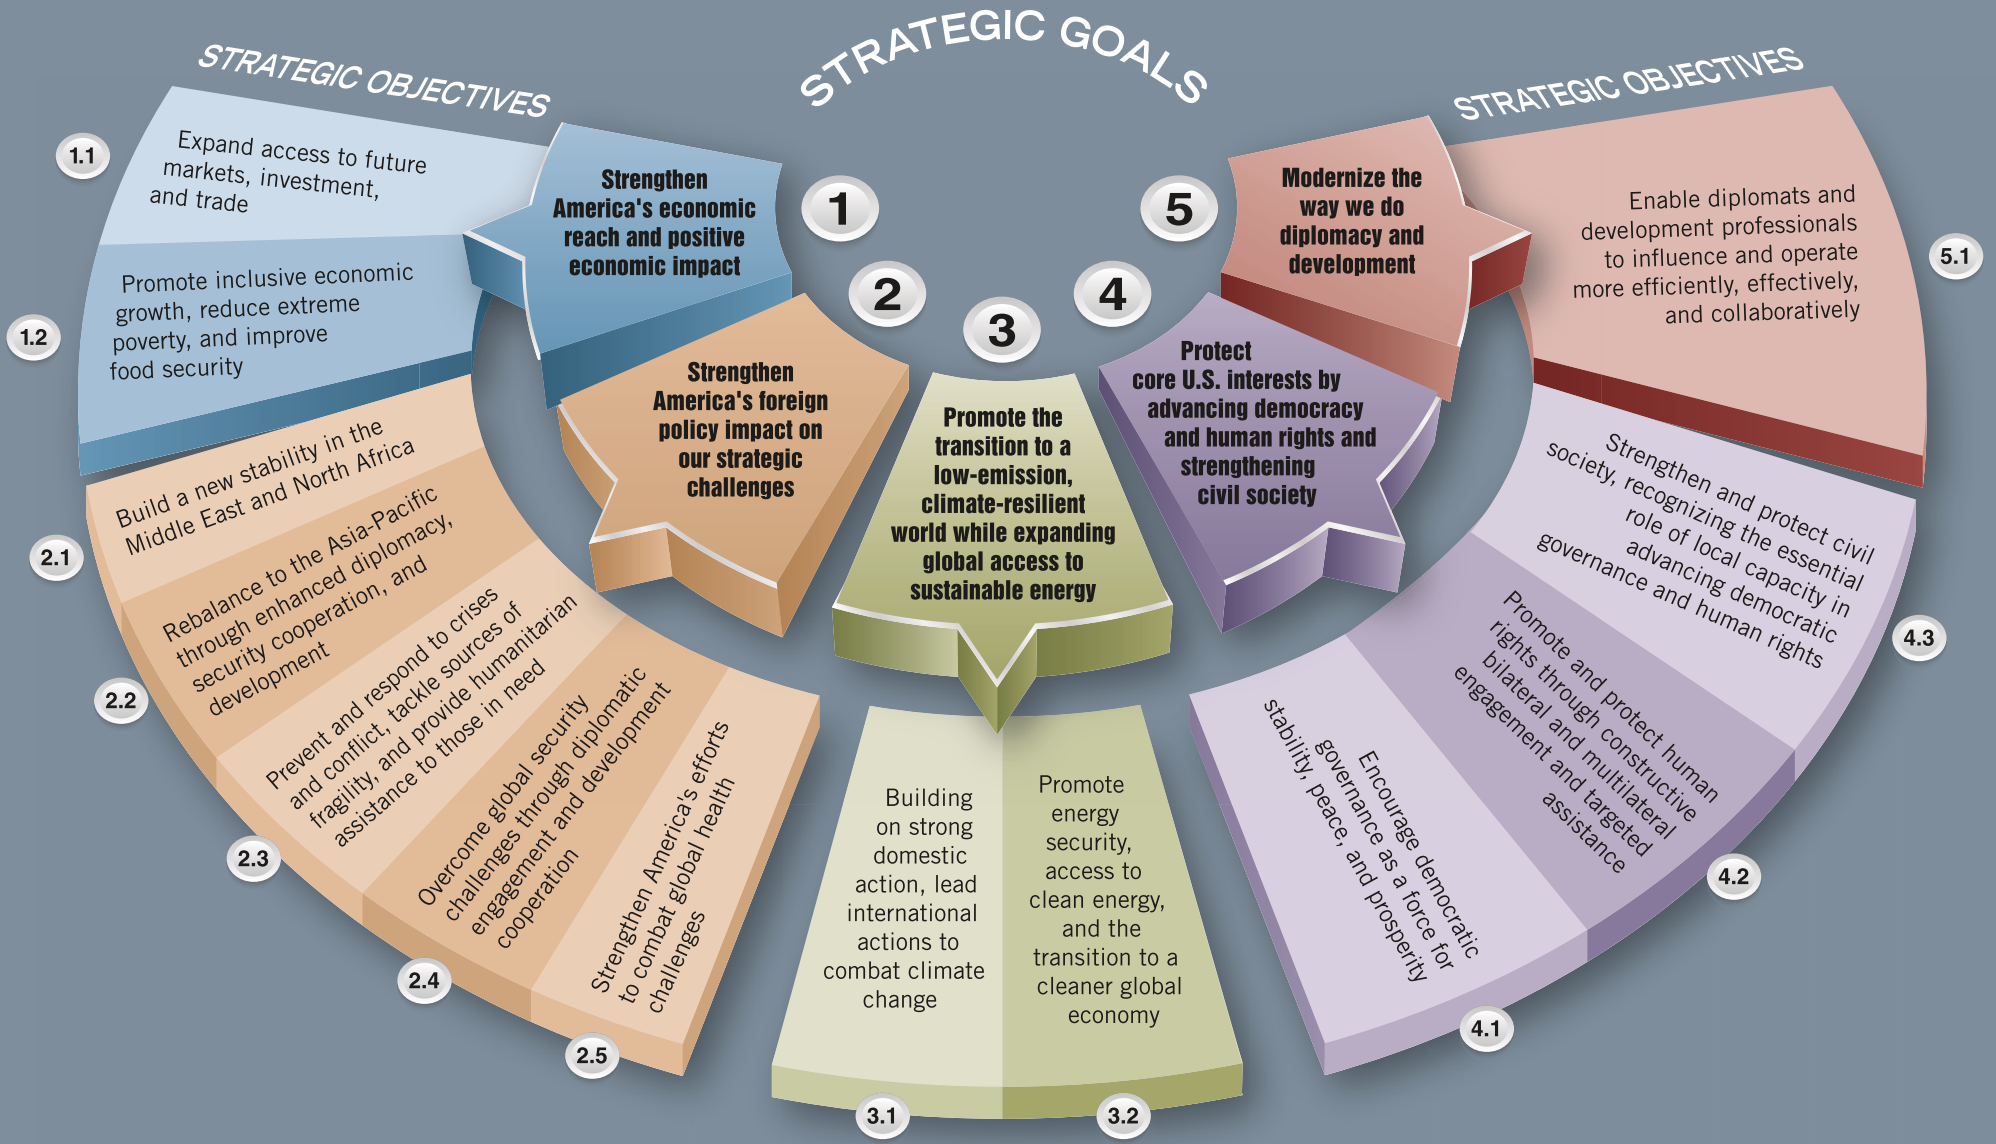 STRATEGIC GOALS
STRATEGIC OBJECTIVES
STRATEGIC OBJECTIVES
1
Strengthen
America's economic
reach and positive
economic impact
1.1
Expand access to future
markets, investment,
and trade
1.2
Promote inclusive economic
growth, reduce extreme
poverty, and improve
food security
2
Strengthen
America's foreign
policy impact on
our strategic
challenges
2.1
Build a new stability in the
Middle East and North Africa
2.2
Rebalance to the Asia-Pacific
through enhanced diplomacy,
security cooperation, and
development
2.3
Prevent and respond to crises
and conflict, tackle sources of
fragility, and provide humanitarian
assistance to those in need
2.4
Overcome global security
challenges through diplomatic
engagement and development
cooperation
2.5
Strengthen America's efforts
to combat global health
challenges
3
Promote the
transition to a
low-emission,
climate-resilient
world while expanding
global access to
sustainable energy
3.1
Building
on strong
domestic
action, lead
international
actions to
combat climate
change
3.2
Promote
energy
security,
access to
clean energy,
and the
transition to a
cleaner global
economy
4
Protect
core U.S. interests by
advancing democracy
and human rights and
strengthening
civil society
4.1
Encourage democratic
governance as a force for
stability, peace, and prosperity
4.2
Promote and protect human
rights through constructive
bilateral and multilateral
engagement and targeted
assistance
4.3
Strengthen and protect civil
society, recognizing the essential
role of local capacity in
advancing democratic
governance and human rights
5
Modernize the
way we do
diplomacy and
development
5.1
Enable diplomats and
development professionals
to influence and operate
more efficiently, effectively,
and collaboratively